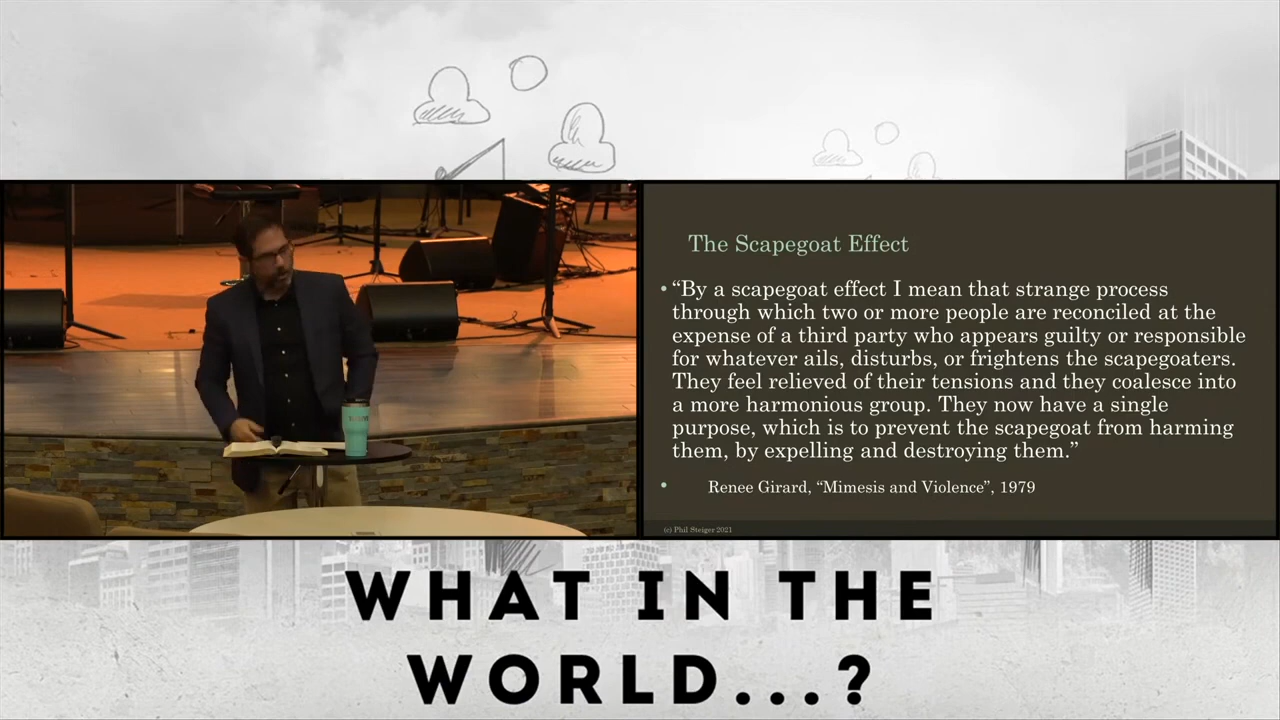 The Scapegoat Effect
• “By a scapegoat effect I mean that strange process
through which two or more people are reconciled at the
expense of a third party who appears guilty or responsible
for whatever ails, disturbs, or frightens the scapegoaters.
They feel relieved of their tensions and they coalesce into
a more harmonious group. They now have a single
purpose, which is to prevent the scapegoat from harming
them, by expelling and destroying them.”
• Renee Girard, “Mimesis and Violence”, 1979
(c) Phil Steiger 2021
WHAT IN THE
WORLD...?